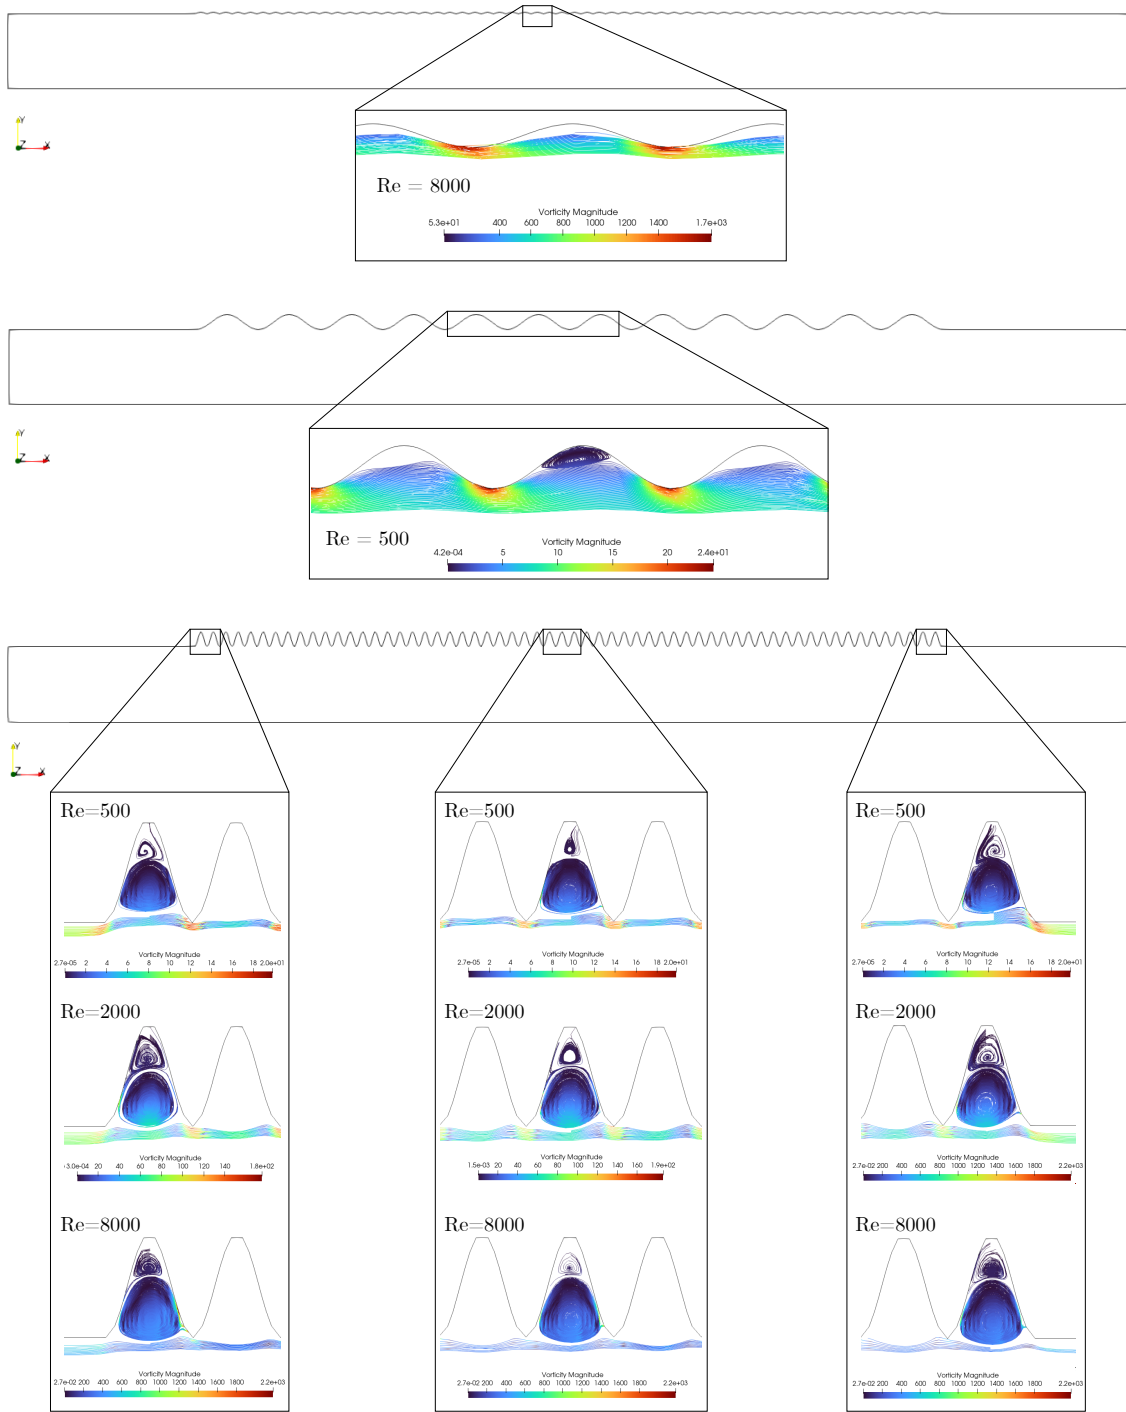 Y
Z X
Re = 8000
Vorticity Magnitude
5.3e+01 400 600 800 1000 1200 1400 1.7e+03
Y
Z X
Re = 500
Vorticity Magnitude
4.2e-04 5 10 15 20 2.4e+01
Y
Z X
Re=500
Vorticity Magnitude
2.7e-05 2 4 6 8 10 12 14 16 18 2.0e+01
Re=2000
Vorticity Magnitude
3.0e-04 20 40 60 80 100 120 140 1.8e+02
Re=8000
Vorticity Magnitude
2.7e-02 200 400 600 800 1000 1200 1400 1600 1800 2.2e+03
Re=500
Vorticity Magnitude
2.7e-05 2 4 6 8 10 12 14 16 18 2.0e+01
Re=2000
Vorticity Magnitude
1.5e-03 20 40 60 80 100 120 140 160 1.9e+02
Re=8000
Vorticity Magnitude
2.7e-02 200 400 600 800 1000 1200 1400 1600 1800 2.2e+03
Re=500
Vorticity Magnitude
2.7e-05 2 4 6 8 10 12 14 16 18 2.0e+01
Re=2000
Vorticity Magnitude
2.7e-02 200 400 600 800 1000 1200 1400 1600 1800 2.2e+03
Re=8000
Vorticity Magnitude
2.7e-02 200 400 600 800 1000 1200 1400 1600 1800 2.2e+03